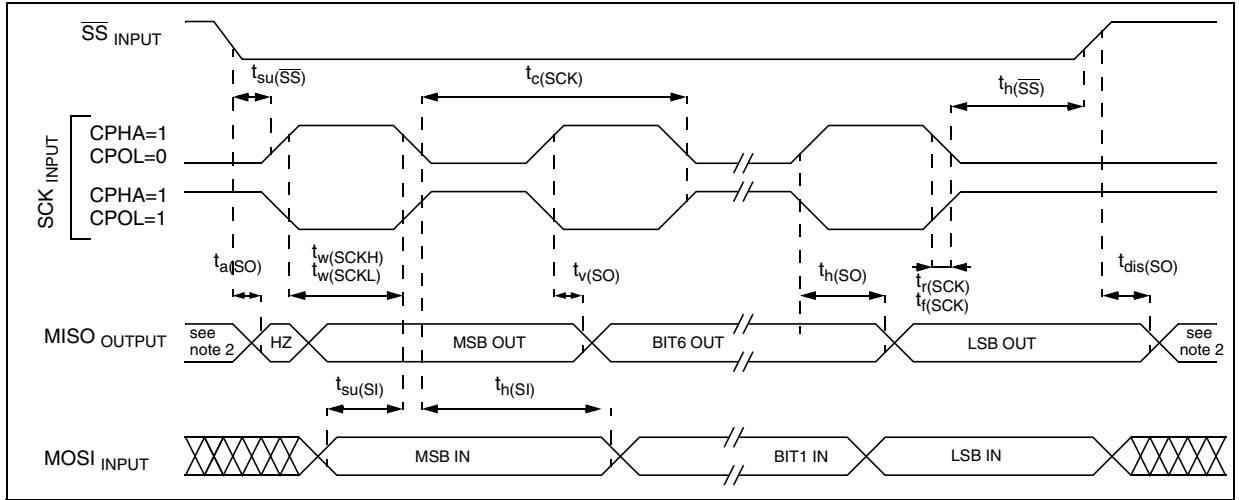 SS INPUT
tsu(SS)
tc(SCK)
th(SS)
SCK INPUT
CPHA=1
CPOL=0
CPHA=1
CPOL=1
ta(SO)
tw(SCKH)
tw(SCKL)
tv(SO)
th(SO)
tr(SCK)
tf(SCK)
tdis(SO)
MISO OUTPUT
see
note 2
HZ
MSB OUT
BIT6 OUT
LSB OUT
see
note 2
tsu(SI)
th(SI)
MOSI INPUT
MSB IN
BIT1 IN
LSB IN